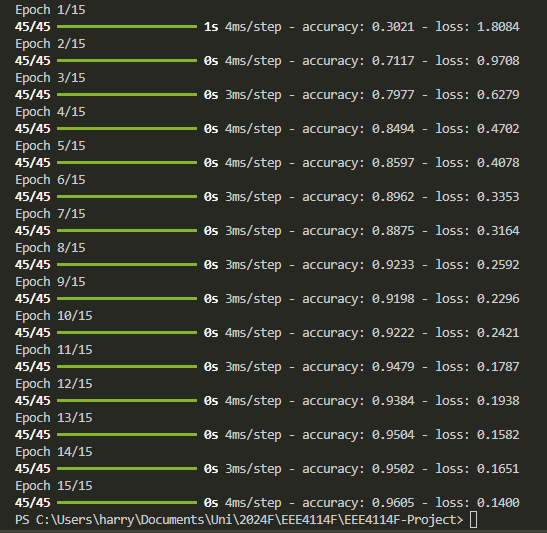 Epoch 1/15
45/45 ━━━━━━━━━━━━━━━━━━━━ 1s 4ms/step - accuracy: 0.3021 - loss: 1.8084
Epoch 2/15
45/45 ━━━━━━━━━━━━━━━━━━━━ 0s 4ms/step - accuracy: 0.7117 - loss: 0.9708
Epoch 3/15
45/45 ━━━━━━━━━━━━━━━━━━━━ 0s 3ms/step - accuracy: 0.7977 - loss: 0.6279
Epoch 4/15
45/45 ━━━━━━━━━━━━━━━━━━━━ 0s 4ms/step - accuracy: 0.8494 - loss: 0.4702
Epoch 5/15
45/45 ━━━━━━━━━━━━━━━━━━━━ 0s 4ms/step - accuracy: 0.8597 - loss: 0.4078
Epoch 6/15
45/45 ━━━━━━━━━━━━━━━━━━━━ 0s 3ms/step - accuracy: 0.8962 - loss: 0.3353
Epoch 7/15
45/45 ━━━━━━━━━━━━━━━━━━━━ 0s 3ms/step - accuracy: 0.8875 - loss: 0.3164
Epoch 8/15
45/45 ━━━━━━━━━━━━━━━━━━━━ 0s 3ms/step - accuracy: 0.9233 - loss: 0.2592
Epoch 9/15
45/45 ━━━━━━━━━━━━━━━━━━━━ 0s 3ms/step - accuracy: 0.9198 - loss: 0.2296
Epoch 10/15
45/45 ━━━━━━━━━━━━━━━━━━━━ 0s 4ms/step - accuracy: 0.9222 - loss: 0.2421
Epoch 11/15
45/45 ━━━━━━━━━━━━━━━━━━━━ 0s 3ms/step - accuracy: 0.9479 - loss: 0.1787
Epoch 12/15
45/45 ━━━━━━━━━━━━━━━━━━━━ 0s 4ms/step - accuracy: 0.9384 - loss: 0.1938
Epoch 13/15
45/45 ━━━━━━━━━━━━━━━━━━━━ 0s 4ms/step - accuracy: 0.9504 - loss: 0.1582
Epoch 14/15
45/45 ━━━━━━━━━━━━━━━━━━━━ 0s 3ms/step - accuracy: 0.9502 - loss: 0.1651
Epoch 15/15
45/45 ━━━━━━━━━━━━━━━━━━━━ 0s 4ms/step - accuracy: 0.9605 - loss: 0.1400
PS C:\Users\harry\Documents\Uni\2024F\EEE4114F\EEE4114F-Project>